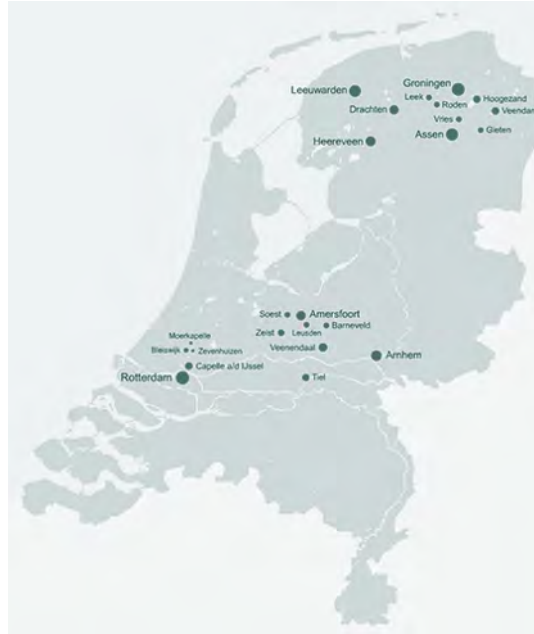 Groningen
Leeuwarden
Leek
Hoogezand
Roden
Drachten
Veendam
Vries
Gieten
Assen
Heereveen
Soest
Amersfoort
Leusden
Barneveld
Zeist
Moerkapelle
Veenendaal
Bleiswijk
Zevenhuizen
Arnhem
Capelle a/d IJssel
Rotterdam
Tiel